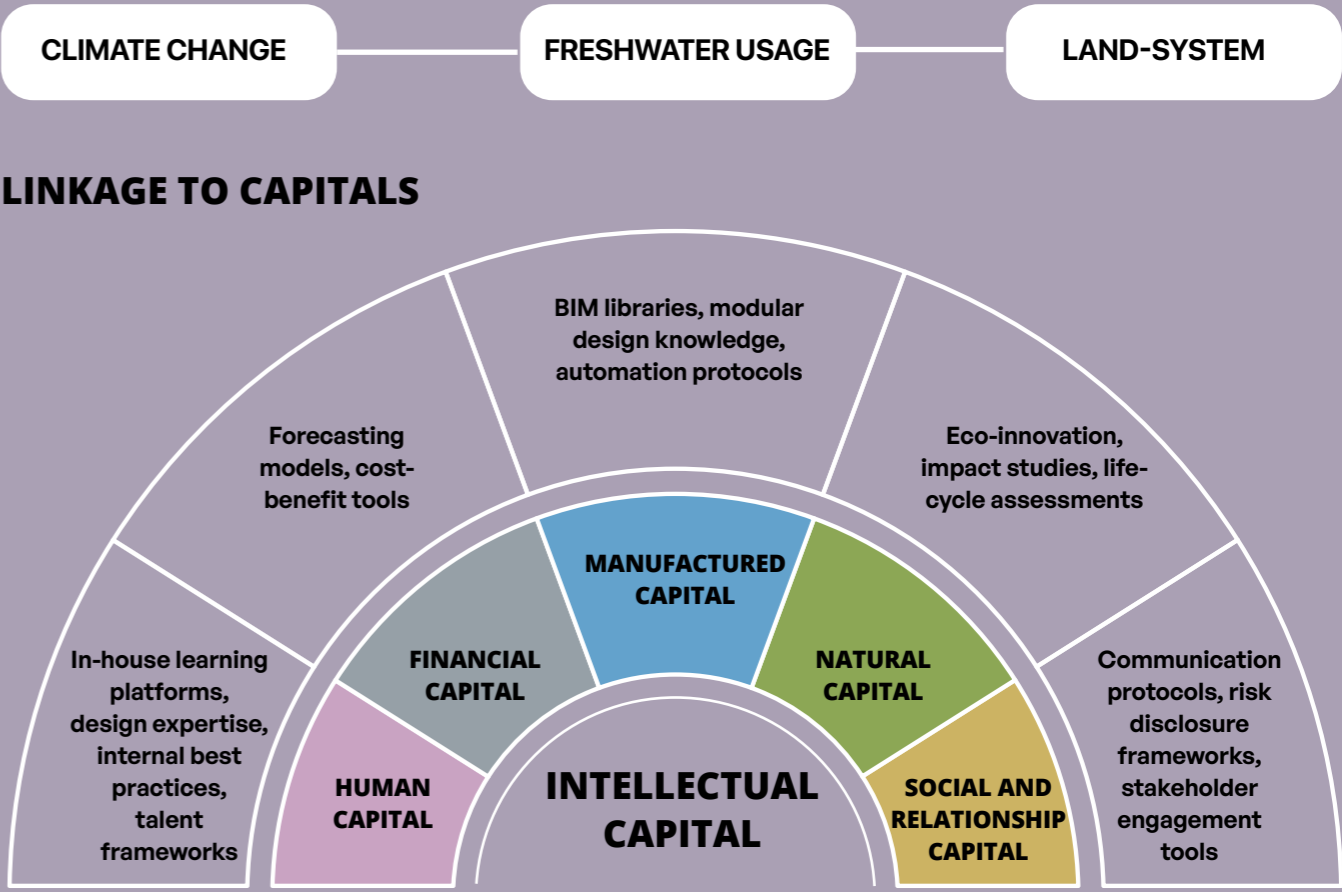 CLIMATE CHANGE
FRESHWATER USAGE
LAND-SYSTEM
LINKAGE TO CAPITALS
In-house learning
platforms,
design expertise,
internal best
practices,
talent
frameworks
Forecasting
models, cost-
benefit tools
BIM libraries, modular
design knowledge,
automation protocols
Eco-innovation,
impact studies, life-
cycle assessments
Communication
protocols, risk
disclosure
frameworks,
stakeholder
engagement
tools
HUMAN
CAPITAL
FINANCIAL
CAPITAL
MANUFACTURED
CAPITAL
NATURAL
CAPITAL
SOCIAL AND
RELATIONSHIP
CAPITAL
INTELLECTUAL
CAPITAL